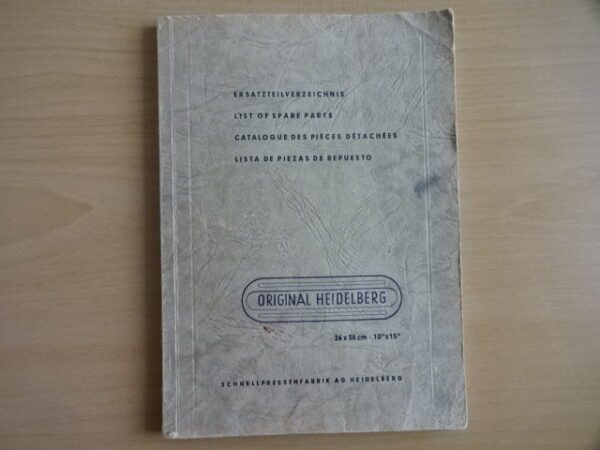 ERSATZTEILVERZEICHNIS
LIST OF SPARE PARTS
CATALOGUE DES PIÈCES DÉTACHÉES
LISTA DE PIEZAS DE REPUESTO
ORIGINAL HEIDELBERG
26 x 38 cm · 10" x 15"
SCHNELLPRESSENFABRIK AG HEIDELBERG